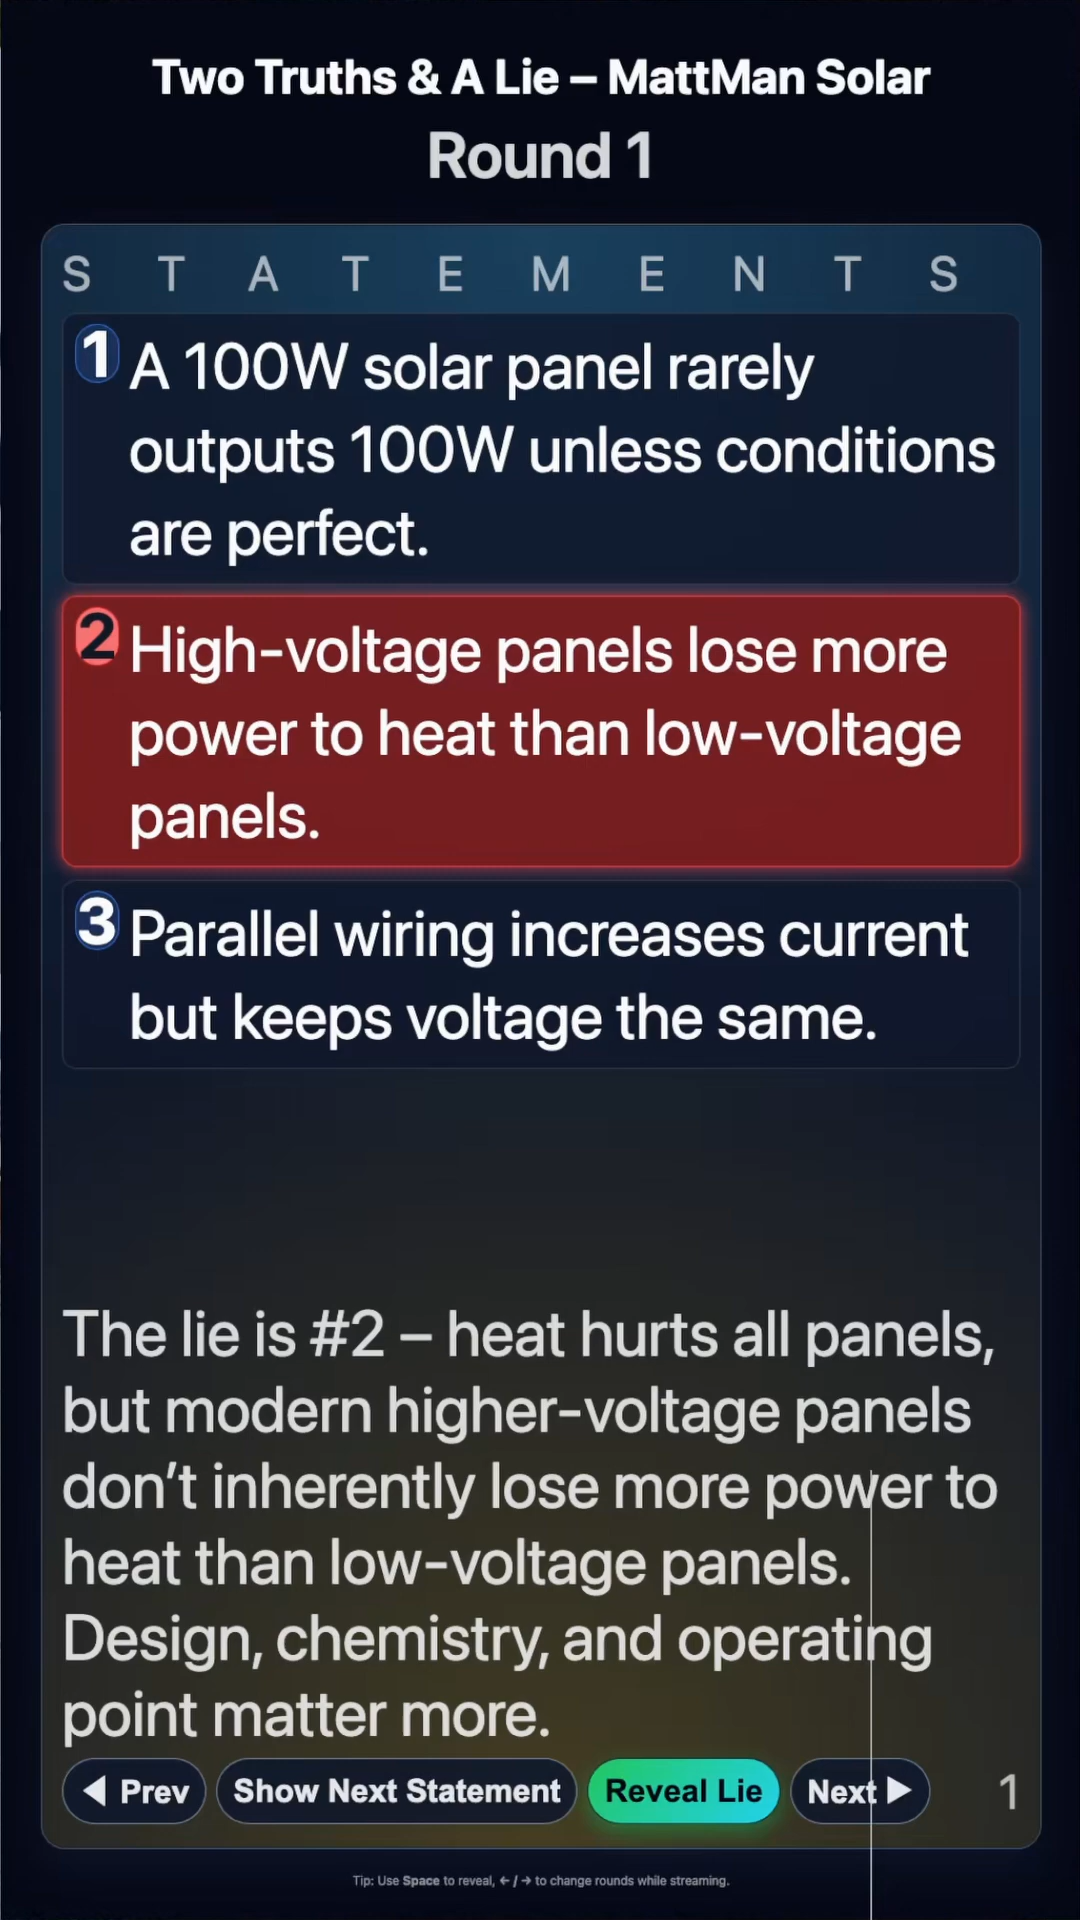 Two Truths & A Lie – MattMan Solar
Round 1
STATEMENTS
1 A 100W solar panel rarely
outputs 100W unless conditions
are perfect.
2 High-voltage panels lose more
power to heat than low-voltage
panels.
3 Parallel wiring increases current
but keeps voltage the same.
The lie is #2 – heat hurts all panels,
but modern higher-voltage panels
don’t inherently lose more power to
heat than low-voltage panels.
Design, chemistry, and operating
point matter more.
◀ Prev Show Next Statement Reveal Lie Next ▶ 1
Tip: Use Space to reveal, ← / → to change rounds while streaming.